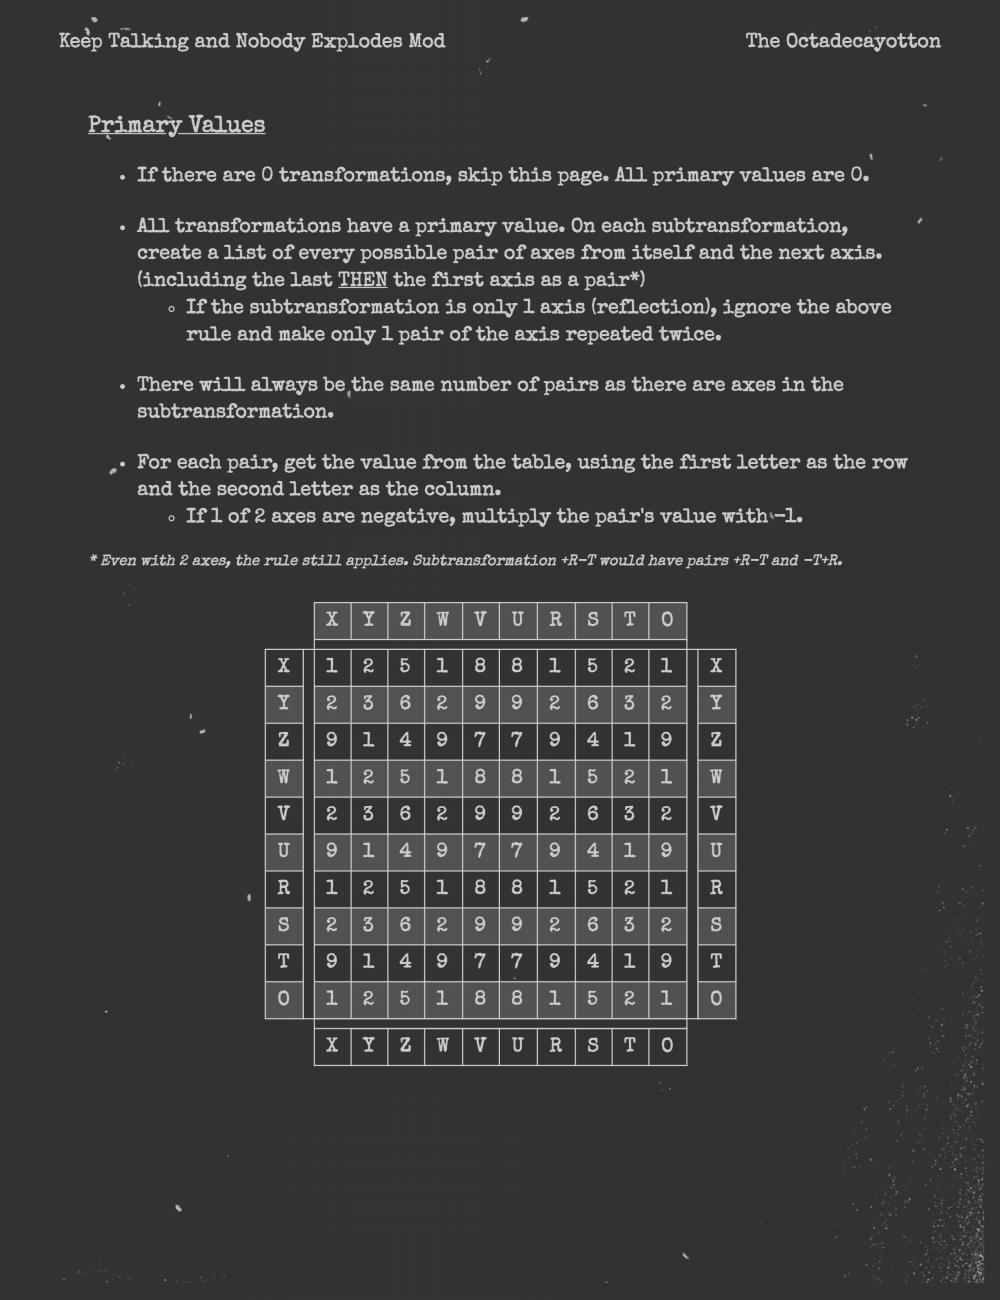 Keep Talking and Nobody Explodes Mod The Octadecayotton
Primary Values
• If there are 0 transformations, skip this page. All primary values are 0.
• All transformations have a primary value. On each subtransformation,
create a list of every possible pair of axes from itself and the next axis.
(including the last THEN the first axis as a pair*)
○ If the subtransformation is only 1 axis (reflection), ignore the above
rule and make only 1 pair of the axis repeated twice.
• There will always be the same number of pairs as there are axes in the
subtransformation.
• For each pair, get the value from the table, using the first letter as the row
and the second letter as the column.
○ If 1 of 2 axes are negative, multiply the pair's value with -1.
* Even with 2 axes, the rule still applies. Subtransformation +R-T would have pairs +R-T and -T+R.
X Y Z W V U R S T O
X 1 2 5 1 8 8 1 5 2 1 X
Y 2 3 6 2 9 9 2 6 3 2 Y
Z 9 1 4 9 7 7 9 4 1 9 Z
W 1 2 5 1 8 8 1 5 2 1 W
V 2 3 6 2 9 9 2 6 3 2 V
U 9 1 4 9 7 7 9 4 1 9 U
R 1 2 5 1 8 8 1 5 2 1 R
S 2 3 6 2 9 9 2 6 3 2 S
T 9 1 4 9 7 7 9 4 1 9 T
O 1 2 5 1 8 8 1 5 2 1 O
X Y Z W V U R S T O